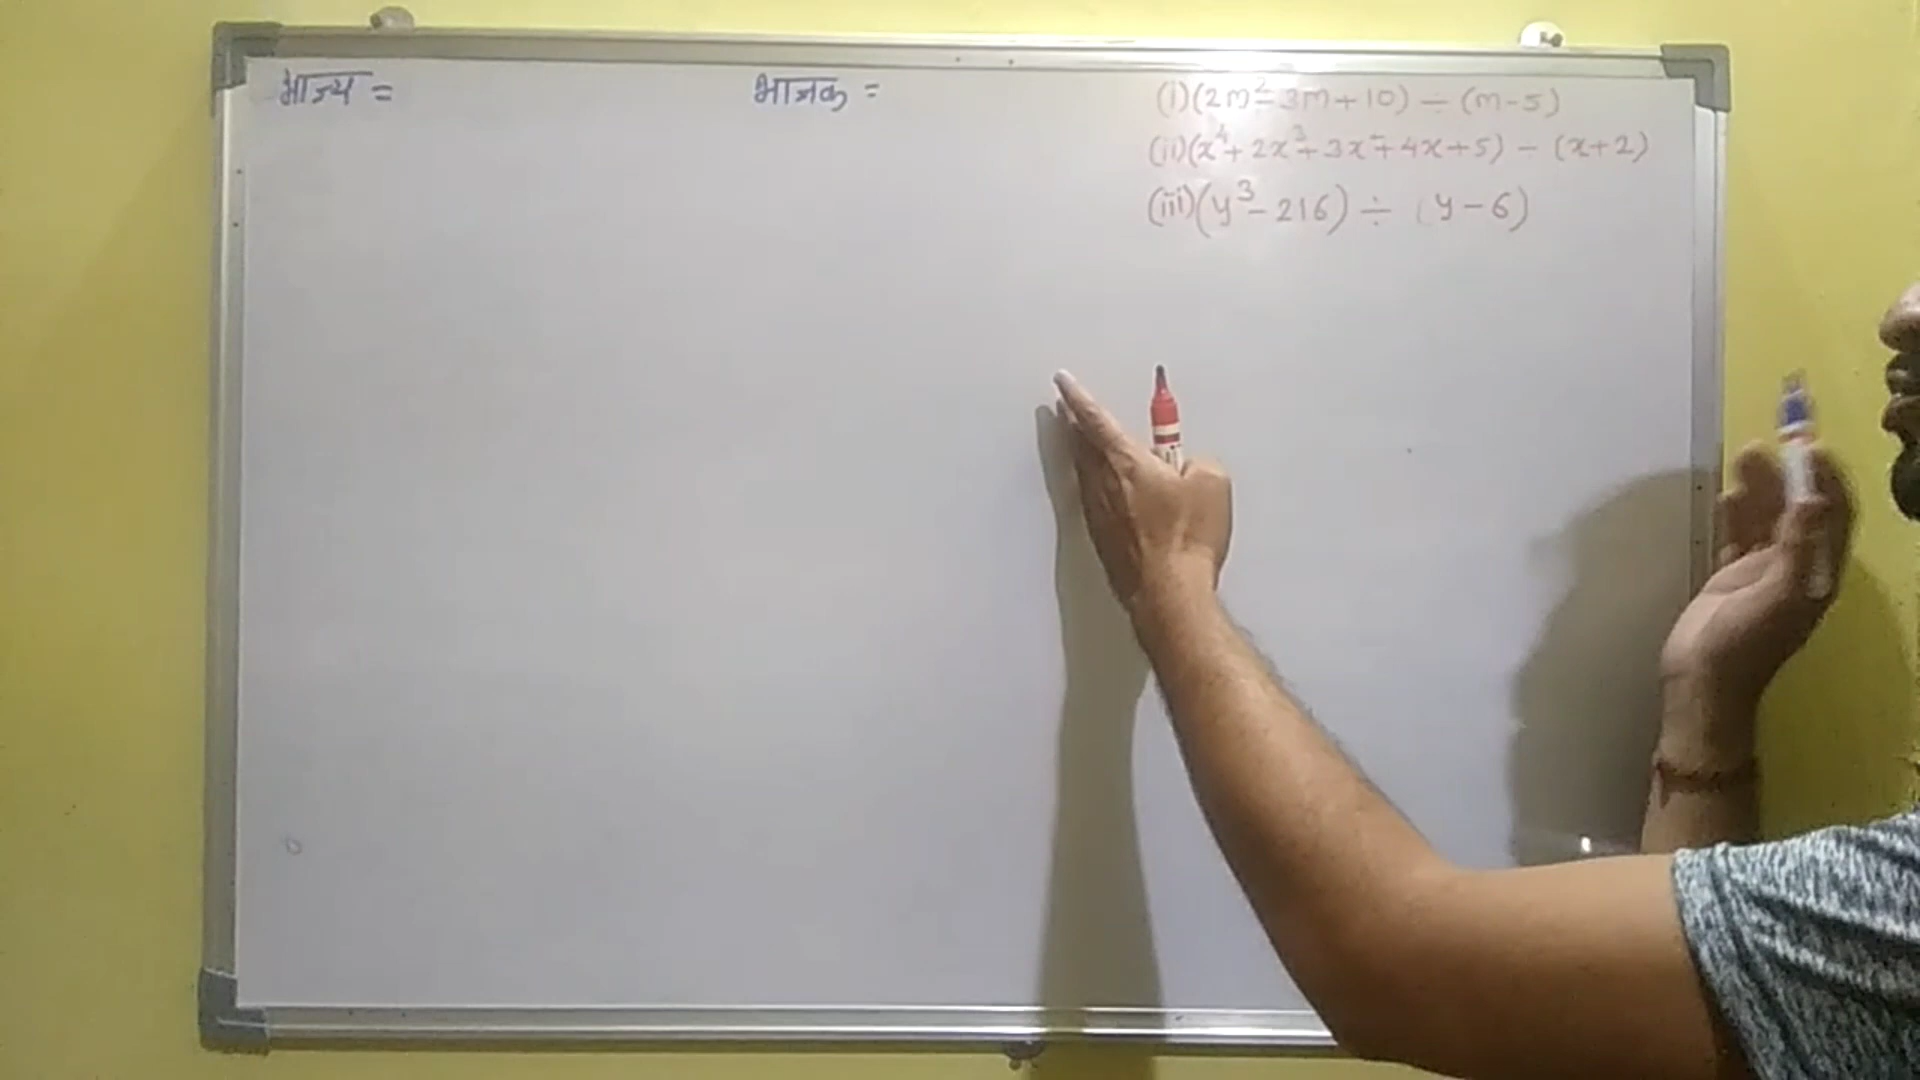 भाज्य =
भाजक =
(i) (2m² - 3m + 10) ÷ (m - 5)
(ii) (x⁴ + 2x³ + 3x² + 4x + 5) ÷ (x + 2)
(iii) (y³ - 216) ÷ (y - 6)